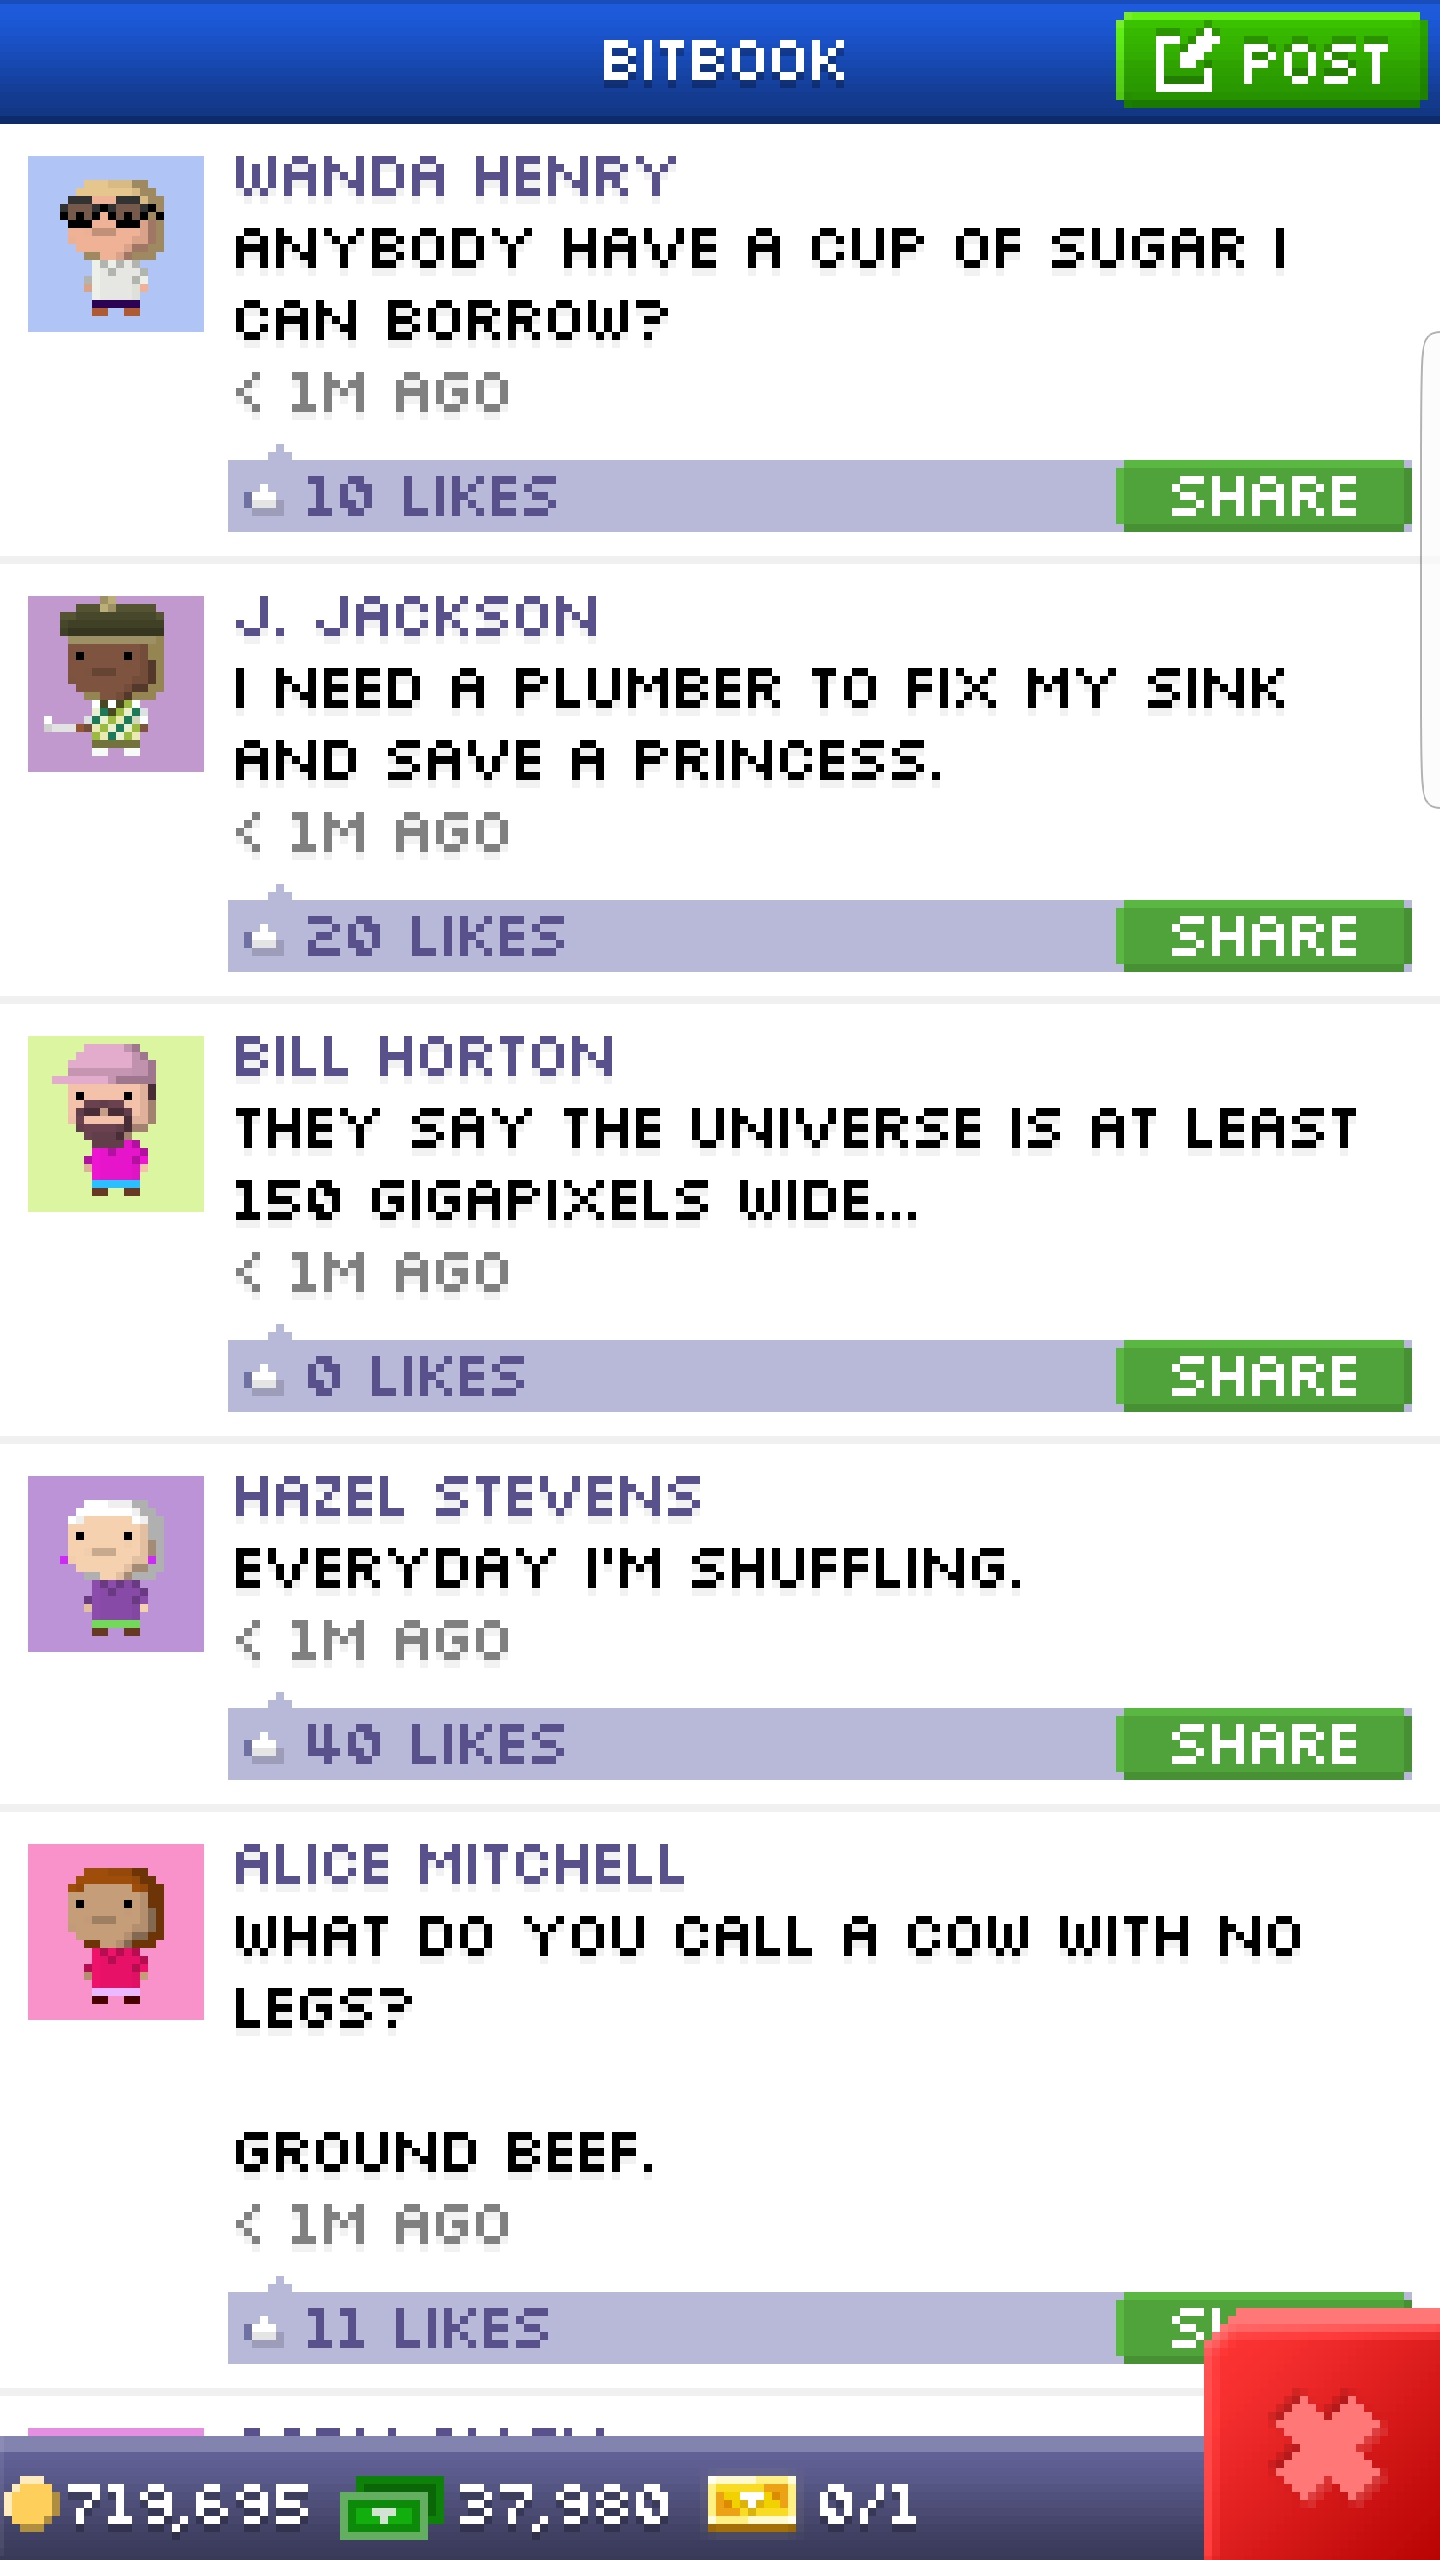 BITBOOK
POST
WANDA HENRY
ANYBODY HAVE A CUP OF SUGAR I
CAN BORROW?
< 1M AGO
10 LIKES
SHARE
J. JACKSON
I NEED A PLUMBER TO FIX MY SINK
AND SAVE A PRINCESS.
< 1M AGO
20 LIKES
SHARE
BILL HORTON
THEY SAY THE UNIVERSE IS AT LEAST
150 GIGAPIXELS WIDE...
< 1M AGO
0 LIKES
SHARE
HAZEL STEVENS
EVERYDAY I'M SHUFFLING.
< 1M AGO
40 LIKES
SHARE
ALICE MITCHELL
WHAT DO YOU CALL A COW WITH NO
LEGS?
GROUND BEEF.
< 1M AGO
11 LIKES
719,695
37,980
0/1